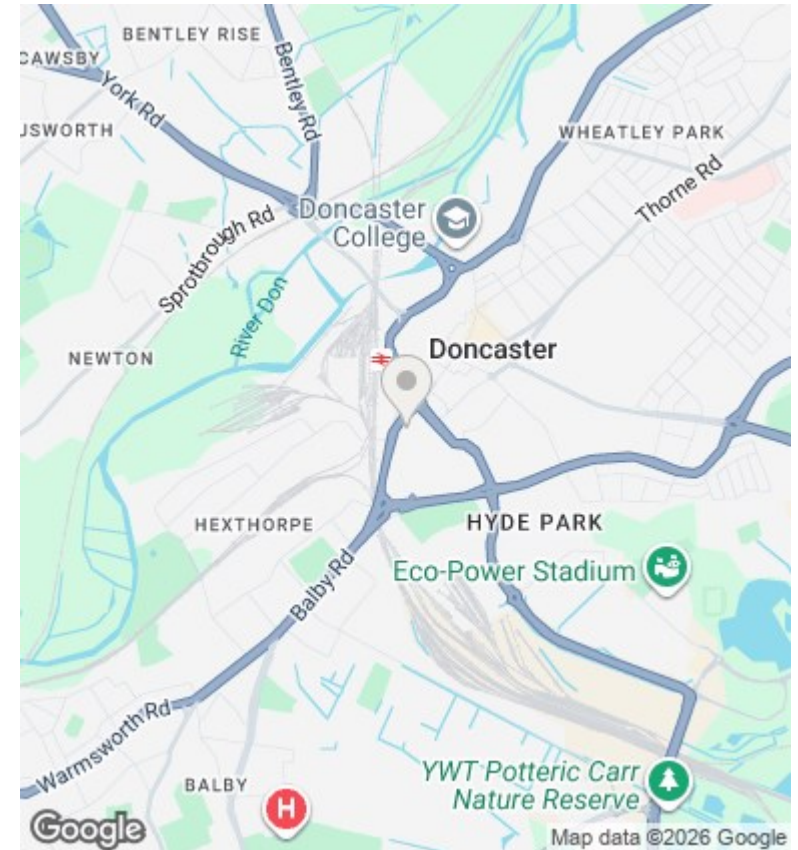 BENTLEY RISE
CAWSBY
York Rd
Bentley Rd
USWORTH
WHEATLEY PARK
Thorne Rd
Doncaster
College
Sprotbrough Rd
River Don
NEWTON
Doncaster
HEXTHORPE
HYDE PARK
Eco-Power Stadium
Balby Rd
Warmsworth Rd
BALBY
H
YWT Potteric Carr
Nature Reserve
Google
Map data ©2026 Google